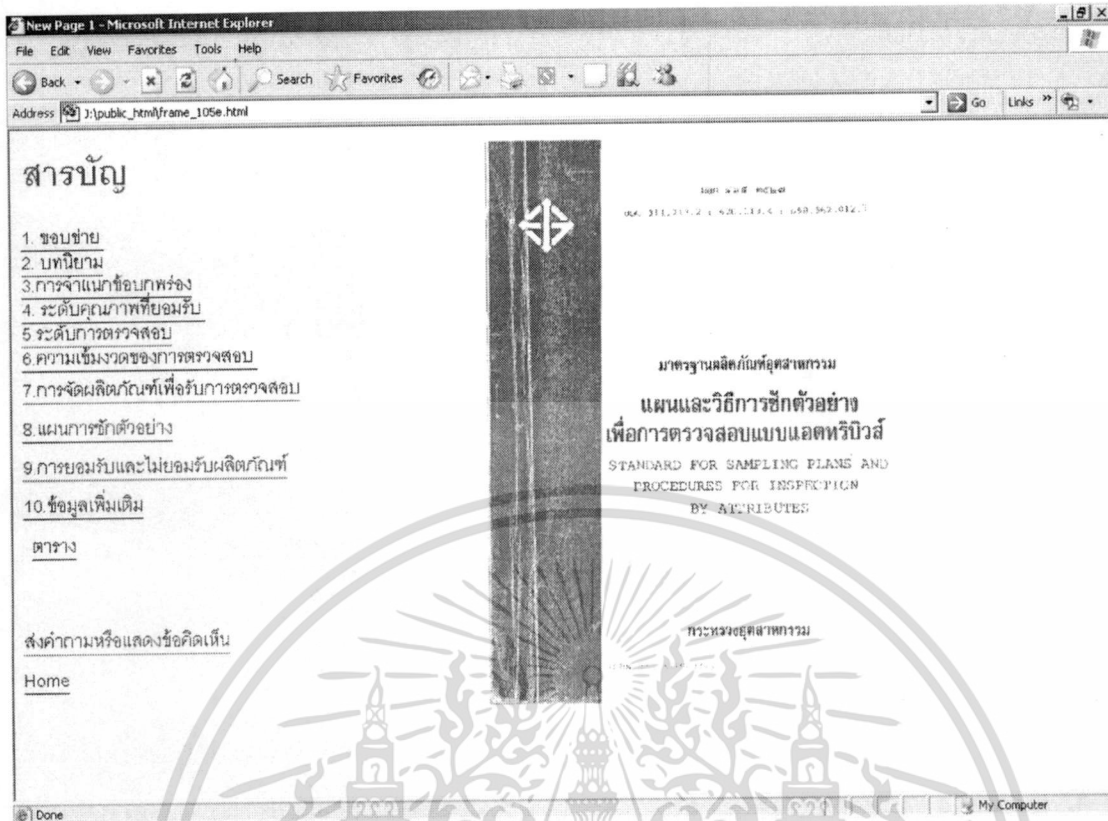 New Page 1 - Microsoft Internet Explorer
File Edit View Favorites Tools Help
Back Search Favorites
Address J:\public_html\frame_105e.html Go Links »
สารบัญ
1. ขอบข่าย
2. บทนิยาม
3.การจำแนกข้อบกพร่อง
4. ระดับคุณภาพที่ยอมรับ
5 ระดับการตรวจสอบ
6.ความเข้มงวดของการตรวจสอบ
7.การจัดผลิตภัณฑ์เพื่อรับการตรวจสอบ
8.แผนการชักตัวอย่าง
9.การยอมรับและไม่ยอมรับผลิตภัณฑ์
10.ข้อมูลเพิ่มเติม
ตาราง
ส่งคำถามหรือแสดงข้อคิดเห็น
Home
มาตรฐานผลิตภัณฑ์อุตสาหกรรม
แผนและวิธีการชักตัวอย่าง
เพื่อการตรวจสอบแบบแอตทริบิวส์
STANDARD FOR SAMPLING PLANS AND
PROCEDURES FOR INSPECTION
BY ATTRIBUTES
กระทรวงอุตสาหกรรม
Done
My Computer